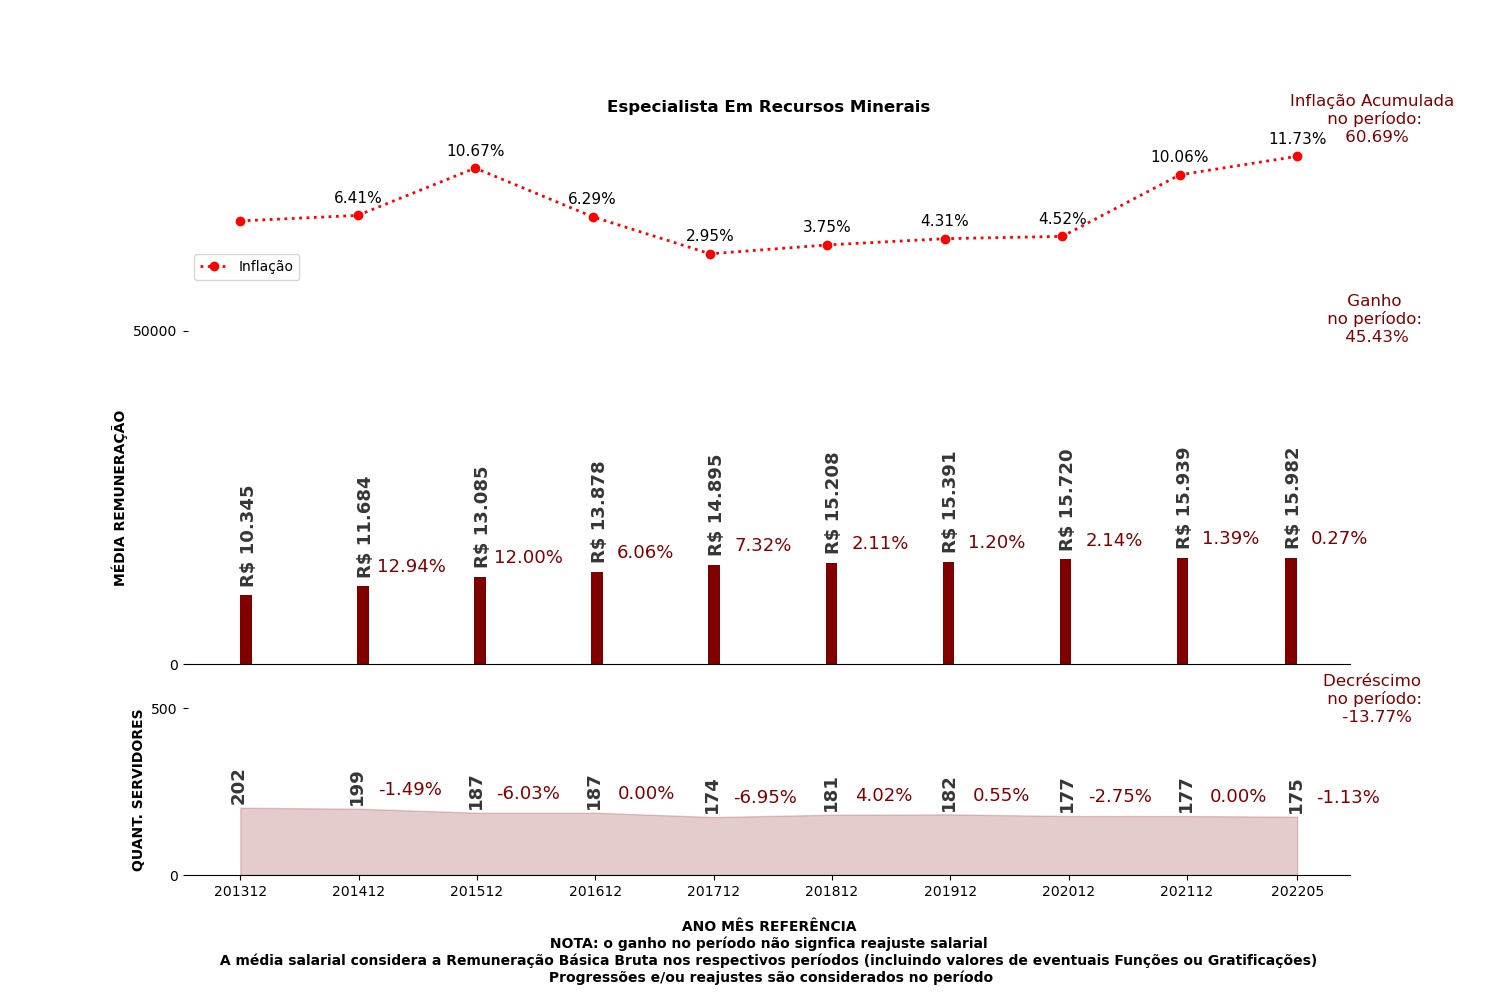 Especialista Em Recursos Minerais
Inflação Acumulada
no período:
60.69%
6.41%
10.67%
6.29%
2.95%
3.75%
4.31%
4.52%
10.06%
11.73%
Inflação
Ganho
no período:
45.43%
50000
0
MÉDIA REMUNERAÇÃO
R$ 10.345
R$ 11.684
R$ 13.085
R$ 13.878
R$ 14.895
R$ 15.208
R$ 15.391
R$ 15.720
R$ 15.939
R$ 15.982
12.94%
12.00%
6.06%
7.32%
2.11%
1.20%
2.14%
1.39%
0.27%
Decréscimo
no período:
-13.77%
500
0
QUANT. SERVIDORES
202
199
187
187
174
181
182
177
177
175
-1.49%
-6.03%
0.00%
-6.95%
4.02%
0.55%
-2.75%
0.00%
-1.13%
201312
201412
201512
201612
201712
201812
201912
202012
202112
202205
ANO MÊS REFERÊNCIA
NOTA: o ganho no período não signfica reajuste salarial
A média salarial considera a Remuneração Básica Bruta nos respectivos períodos (incluindo valores de eventuais Funções ou Gratificações)
Progressões e/ou reajustes são considerados no período